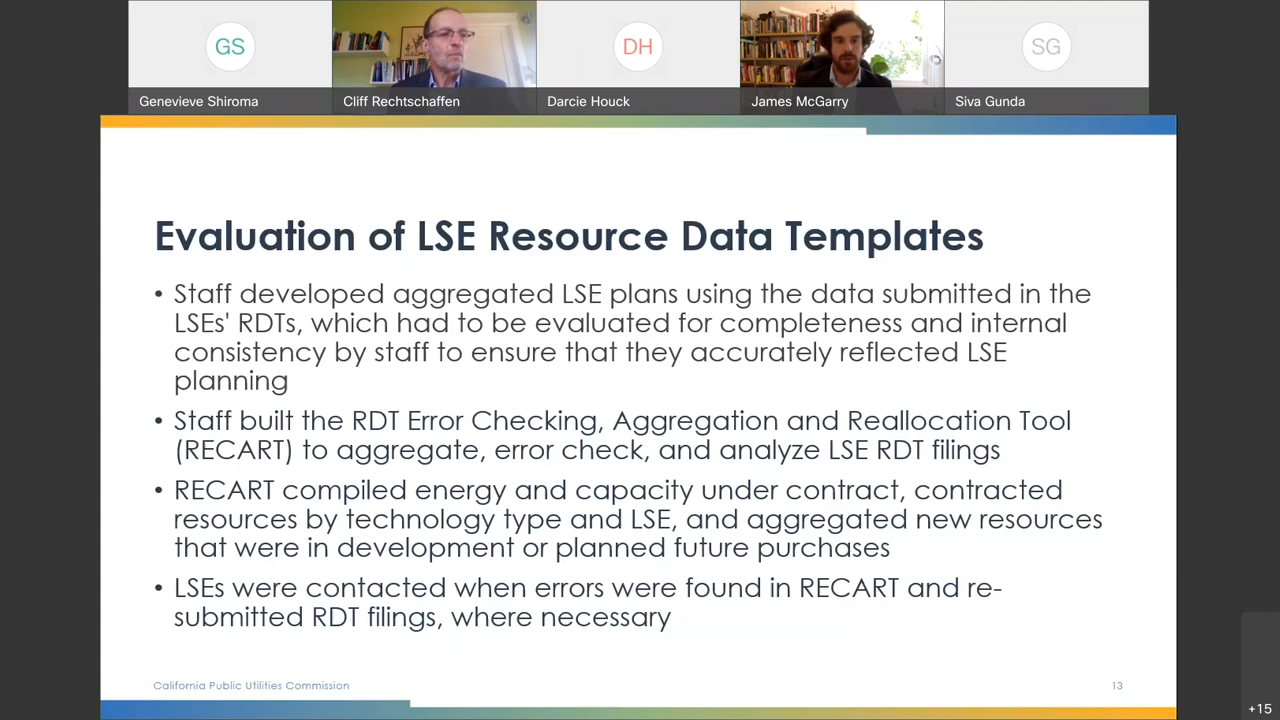 GS
DH
SG
Genevieve Shiroma
Cliff Rechtschaffen
Darcie Houck
James McGarry
Siva Gunda
Evaluation of LSE Resource Data Templates
• Staff developed aggregated LSE plans using the data submitted in the
LSEs' RDTs, which had to be evaluated for completeness and internal
consistency by staff to ensure that they accurately reflected LSE
planning
• Staff built the RDT Error Checking, Aggregation and Reallocation Tool
(RECART) to aggregate, error check, and analyze LSE RDT filings
• RECART compiled energy and capacity under contract, contracted
resources by technology type and LSE, and aggregated new resources
that were in development or planned future purchases
• LSEs were contacted when errors were found in RECART and re-
submitted RDT filings, where necessary
California Public Utilities Commission
13
+15